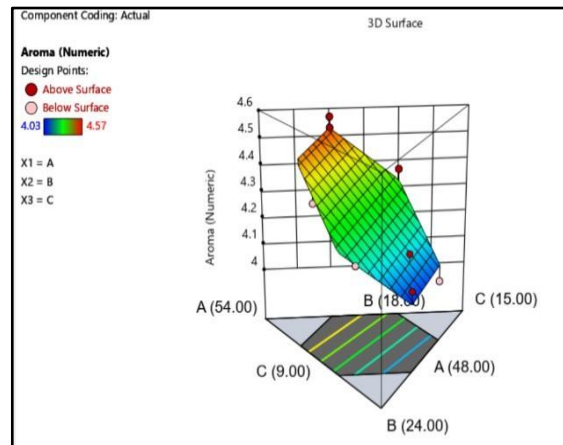 Component Coding: Actual
3D Surface
Aroma (Numeric)
Design Points:
Above Surface
Below Surface
4.03 4.57
X1 = A
X2 = B
X3 = C
4.6
4.5
4.4
4.3
4.2
4.1
4
Aroma (Numeric)
A (54.00)
B (18.00)
C (15.00)
C (9.00)
A (48.00)
B (24.00)